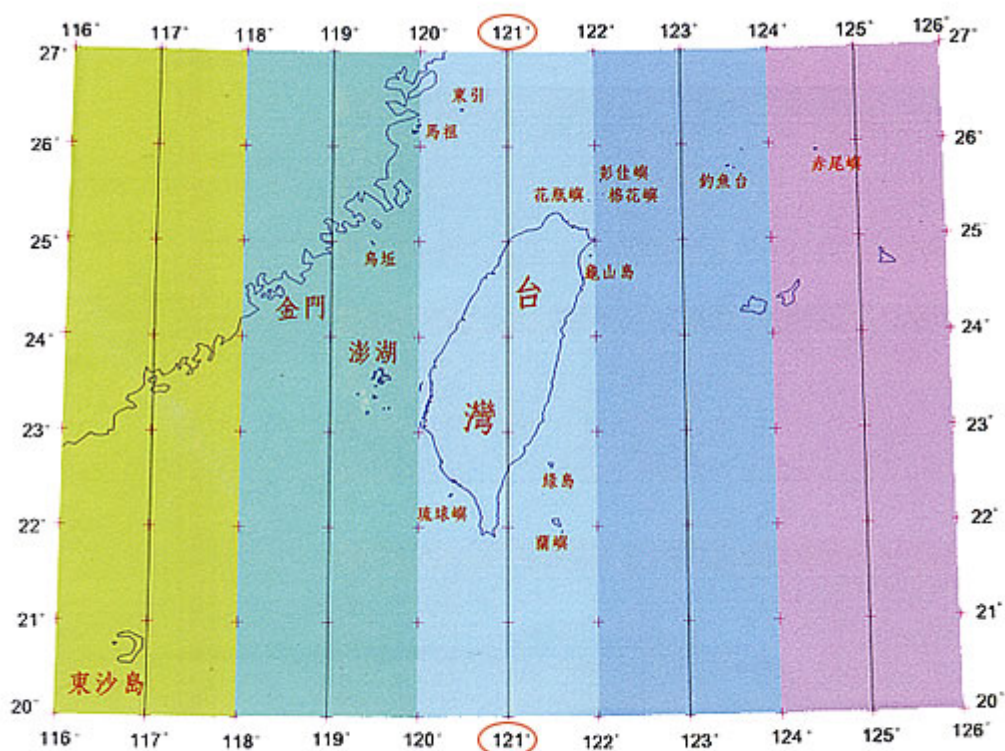 116° 117° 118° 119° 120° 121° 122° 123° 124° 125° 126°
27° 27°
東引
馬祖
26° 26°
彭佳嶼 釣魚台 赤尾嶼
花瓶嶼 棉花嶼
25° 25°
烏坵
龜山島
台
金門
24° 24°
澎湖
灣
23° 23°
綠島
琉球嶼
22° 22°
蘭嶼
21° 21°
東沙島
20° 20°
116° 117° 118° 119° 120° 121° 122° 123° 124° 125° 126°